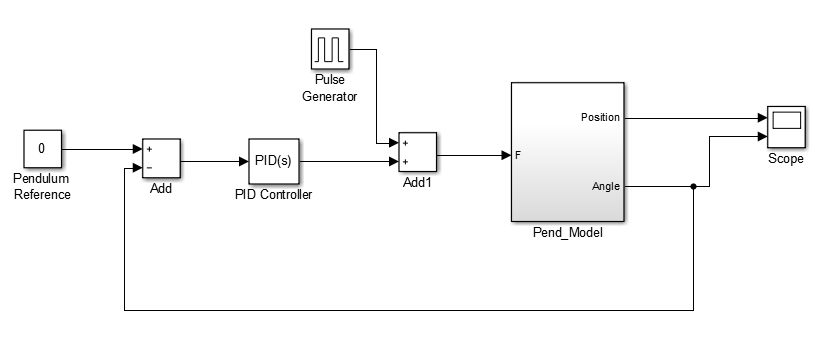 Pulse
Generator
0
Pendulum
Reference
+
−
Add
PID(s)
PID Controller
+
+
Add1
F
Position
Angle
Pend_Model
Scope